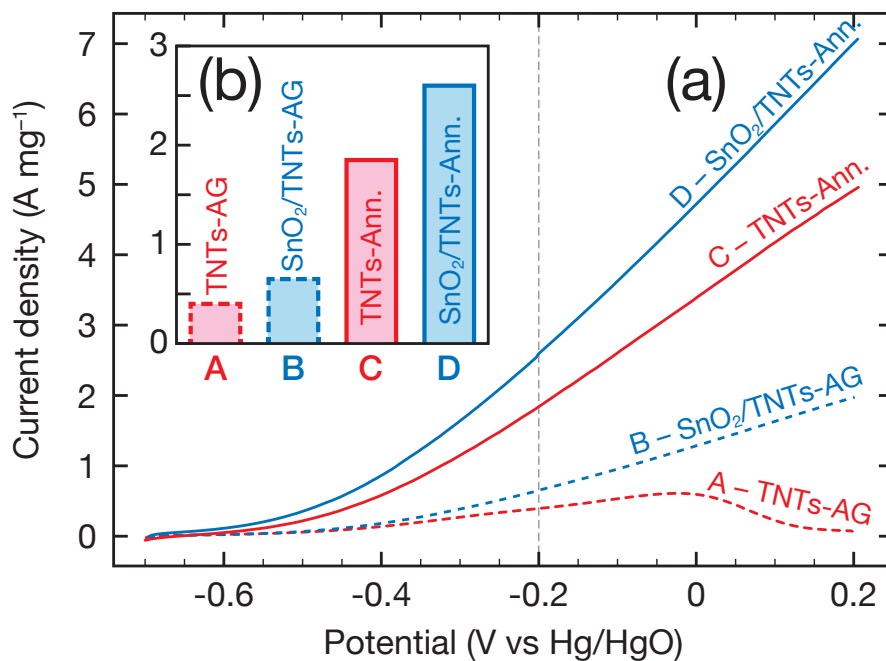 Current density (A mg⁻¹)
7
6
5
4
3
2
1
0
(b)
3
2
1
0
TNTs-AG
SnO₂/TNTs-AG
TNTs-Ann.
SnO₂/TNTs-Ann.
A
B
C
D
(a)
D – SnO₂/TNTs-Ann.
C – TNTs-Ann.
B – SnO₂/TNTs-AG
A – TNTs-AG
-0.6
-0.4
-0.2
0
0.2
Potential (V vs Hg/HgO)